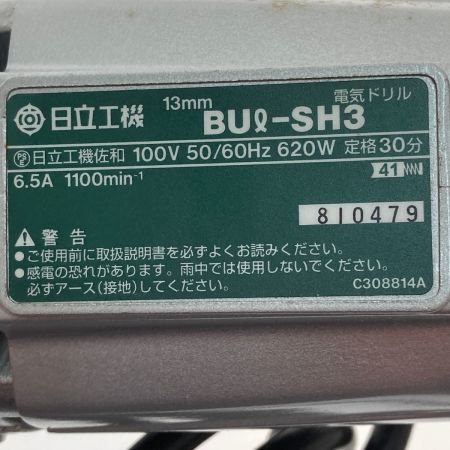 日立工機 13mm 電気ドリル
BUℓ-SH3
PSE 日立工機佐和 100V 50/60Hz 620W 定格30分
6.5A 1100min⁻¹ 41
810479
⚠ 警告
●ご使用前に取扱説明書を必ずよくお読みください。
●感電の恐れがあります。雨中では使用しないでください。
必ずアース(接地)してください。
C308814A